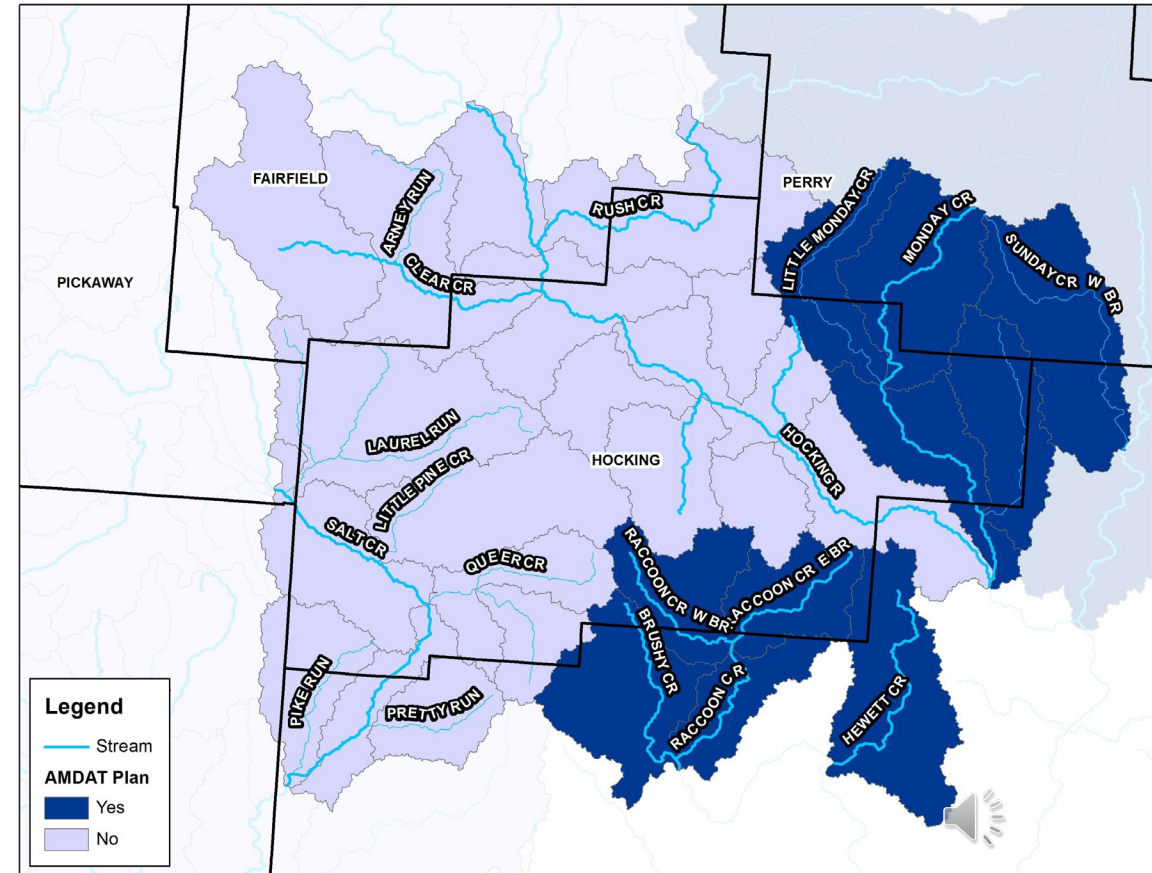 FAIRFIELD
ARNEY RUN
RUSH CR
PERRY
LITTLE MONDAY CR
MONDAY CR
SUNDAY CR W BR
CLEAR CR
PICKAWAY
LAUREL RUN
HOCKING
HOCKING R
LITTLE PINE CR
SALT CR
QUEER CR
RACCOON CR W BR
RACCOON CR E BR
BRUSHY CR
RACCOON CR
HEWETT CR
PIKE RUN
PRETTY RUN
Legend
Stream
AMDAT Plan
Yes
No